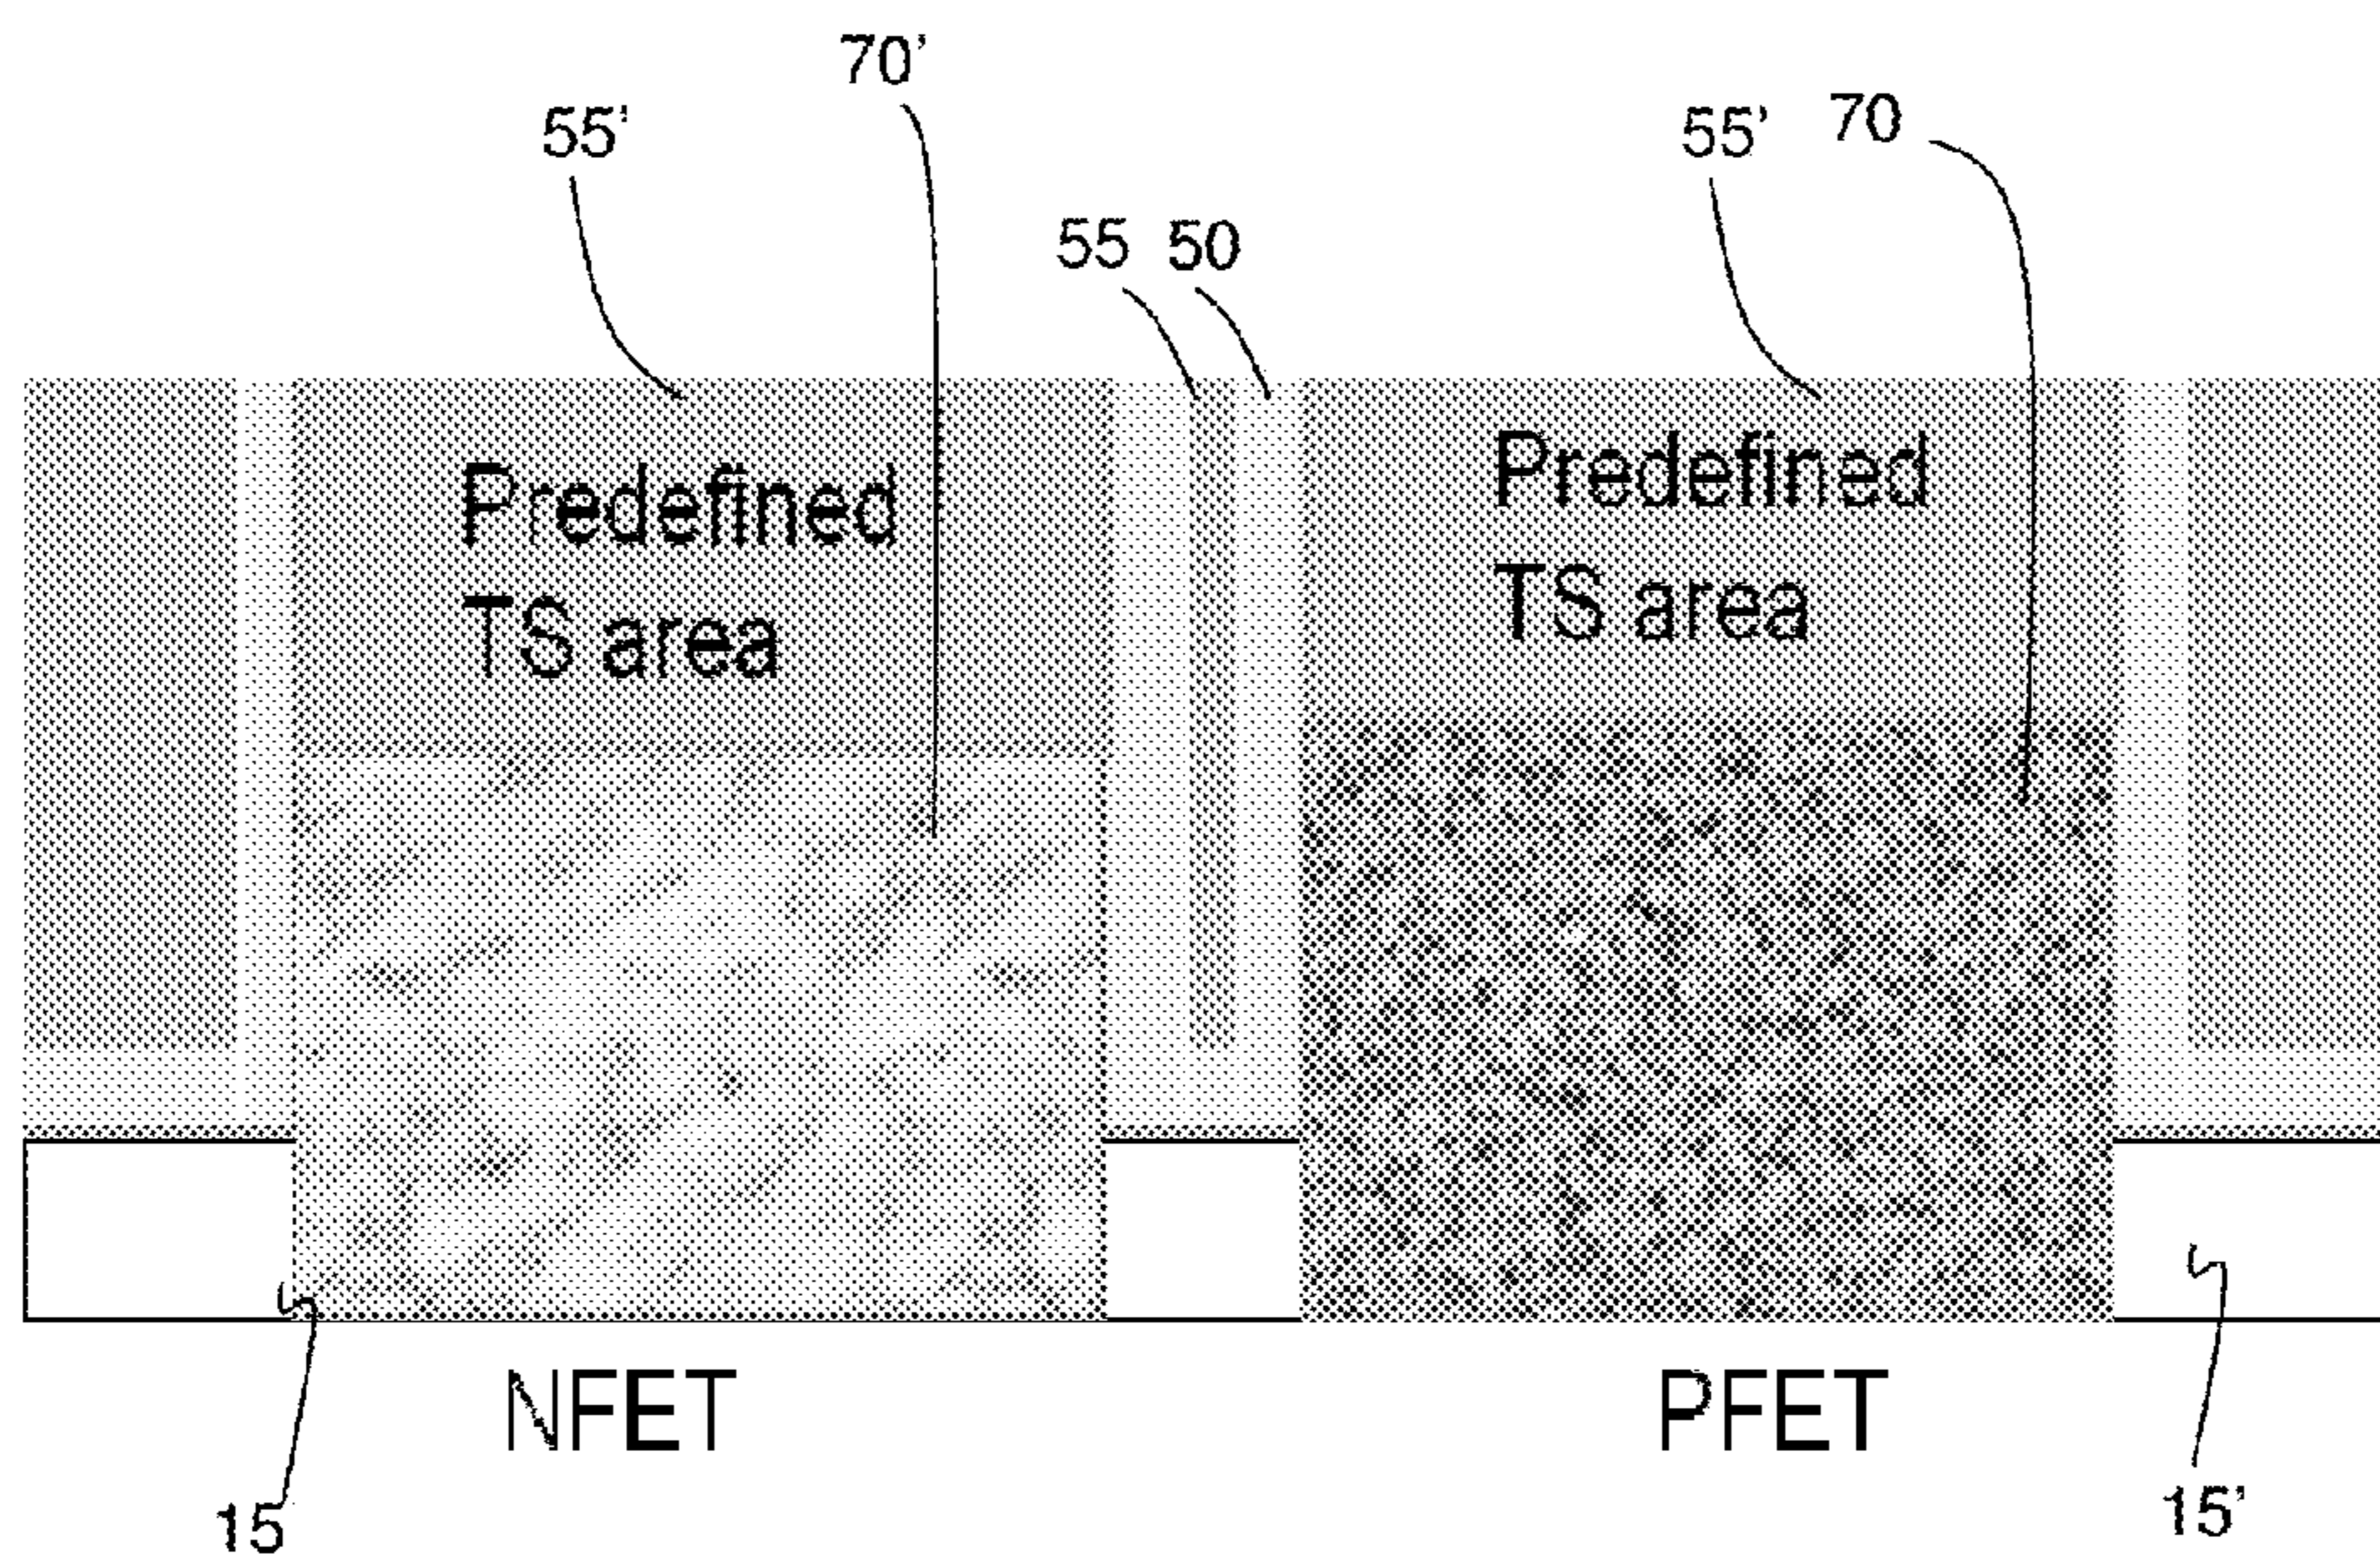 70'
55'
55' 70
55 50
Predefined
TS area
Predefined
TS area
NFET
PFET
15
15'